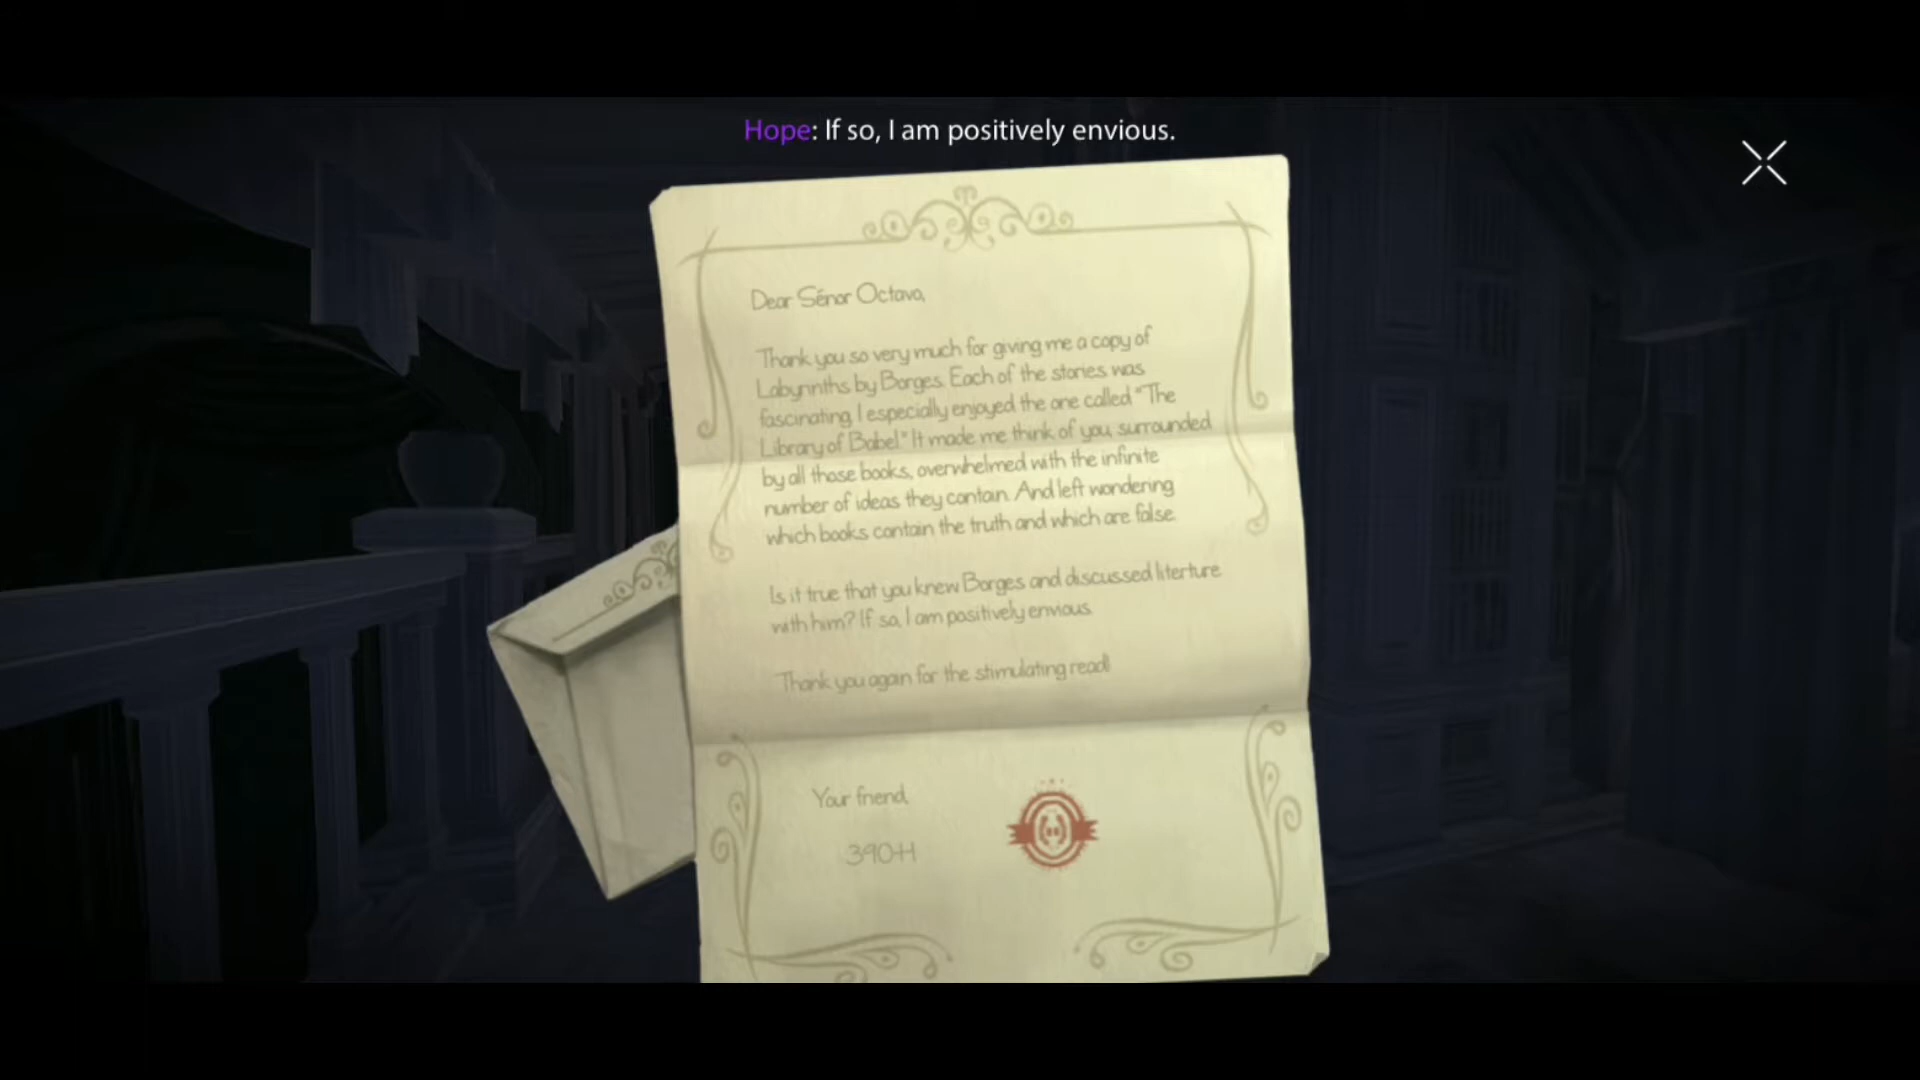 Hope: If so, I am positively envious.
Dear Sénor Octavo,
Thank you so very much for giving me a copy of
Labyrinths by Borges. Each of the stories was
fascinating. I especially enjoyed the one called "The
Library of Babel." It made me think of you, surrounded
by all those books, overwhelmed with the infinite
number of ideas they contain. And left wondering
which books contain the truth and which are false.
Is it true that you knew Borges and discussed literture
with him? If so, I am positively envious.
Thank you again for the stimulating read!
Your friend,
390-H